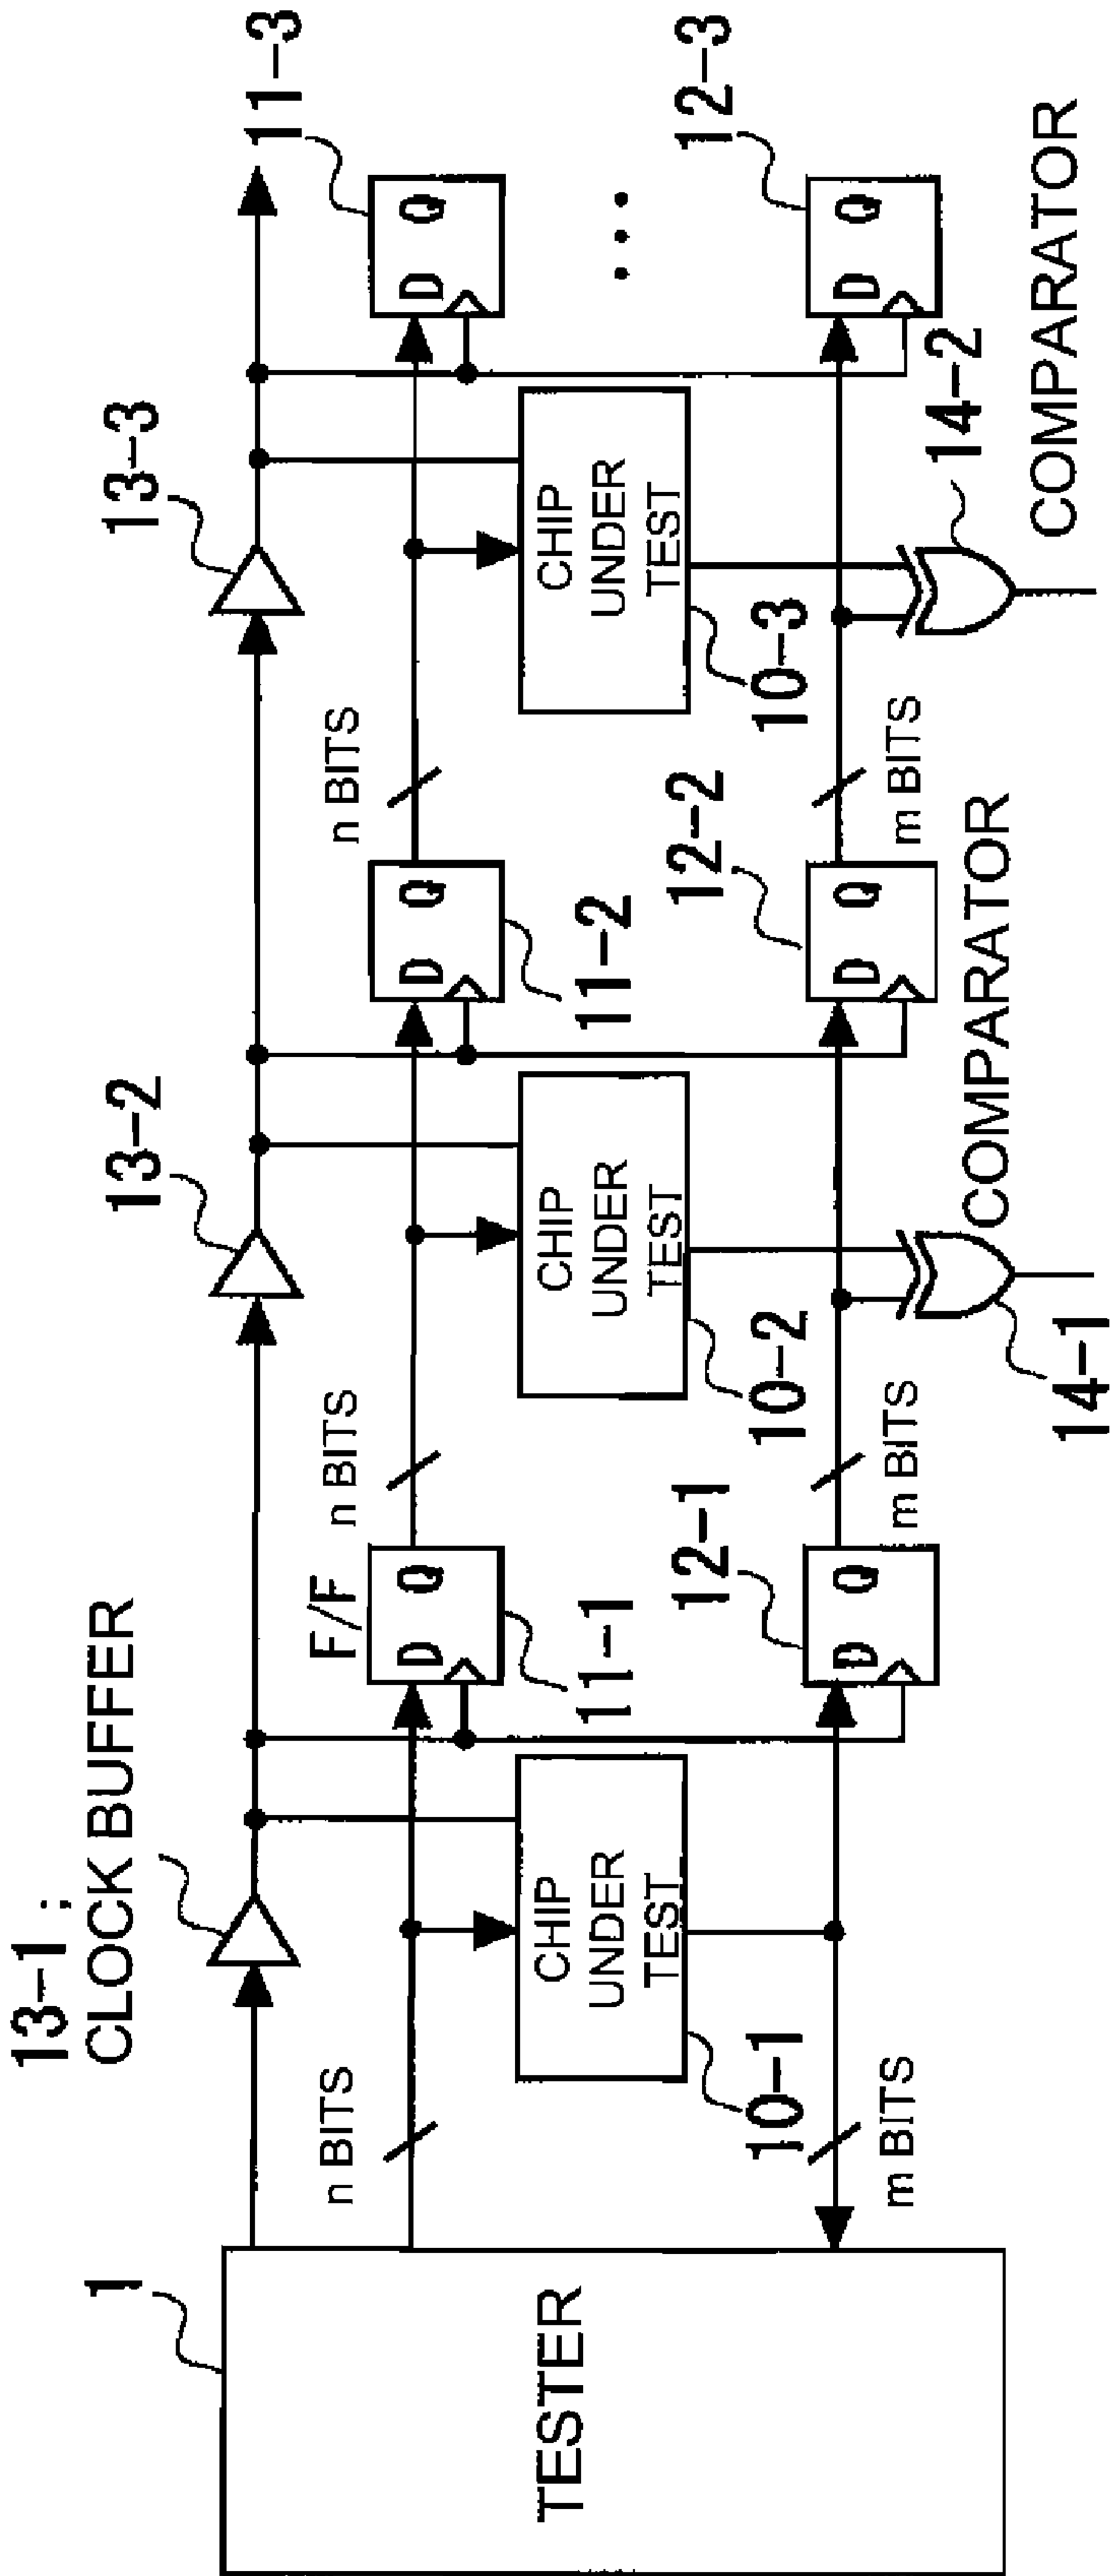 13-1 :
CLOCK BUFFER
13-2
13-3
11-3
1
TESTER
n BITS
F/F
D Q
11-1
n BITS
D Q
11-2
n BITS
D Q
CHIP
UNDER
TEST
10-1
CHIP
UNDER
TEST
10-2
CHIP
UNDER
TEST
10-3
...
m BITS
12-1
D Q
m BITS
12-2
D Q
m BITS
12-3
D Q
14-1
COMPARATOR
14-2
COMPARATOR